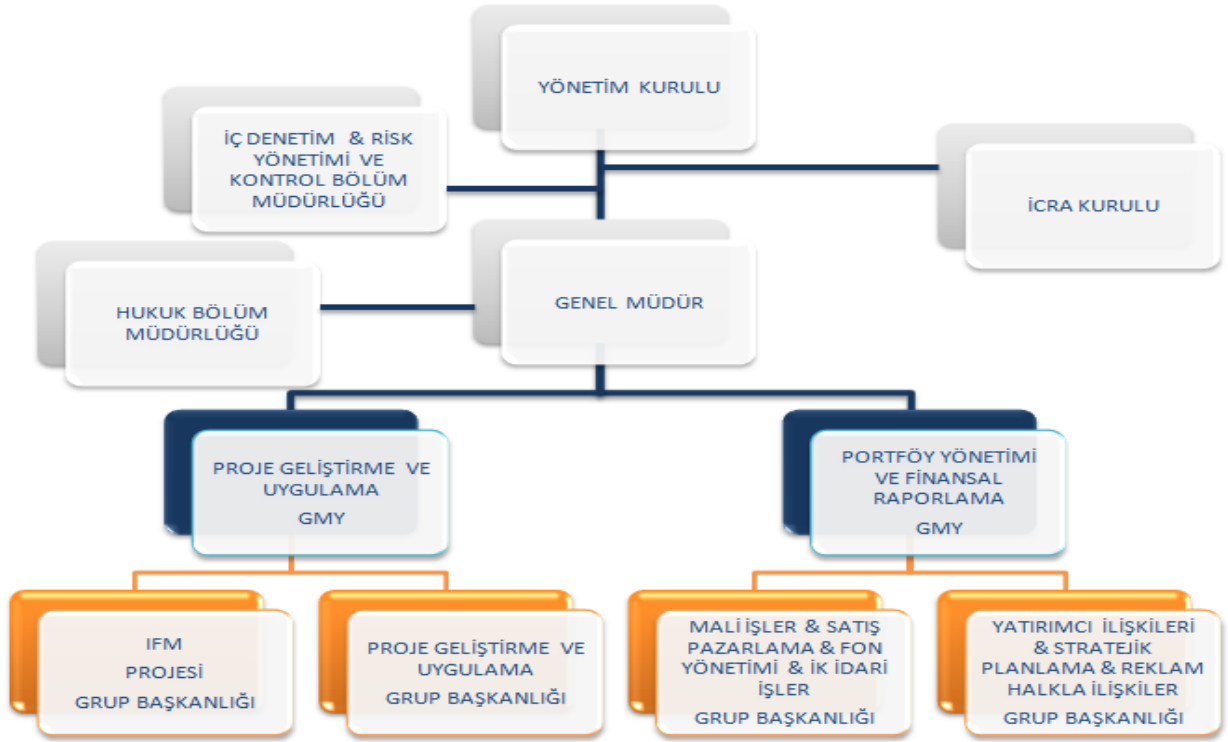 YÖNETİM KURULU
İÇ DENETİM & RİSK
YÖNETİMİ VE
KONTROL BÖLÜM
MÜDÜRLÜĞÜ
İCRA KURULU
GENEL MÜDÜR
HUKUK BÖLÜM
MÜDÜRLÜĞÜ
PROJE GELİŞTİRME VE
UYGULAMA
GMY
PORTFÖY YÖNETİMİ
VE FİNANSAL
RAPORLAMA
GMY
IFM
PROJESİ
GRUP BAŞKANLIĞI
PROJE GELİŞTİRME VE
UYGULAMA
GRUP BAŞKANLIĞI
MALİ İŞLER & SATIŞ
PAZARLAMA & FON
YÖNETİMİ & İK İDARİ
İŞLER
GRUP BAŞKANLIĞI
YATIRIMCI İLİŞKİLERİ
& STRATEJİK
PLANLAMA & REKLAM
HALKLA İLİŞKİLER
GRUP BAŞKANLIĞI